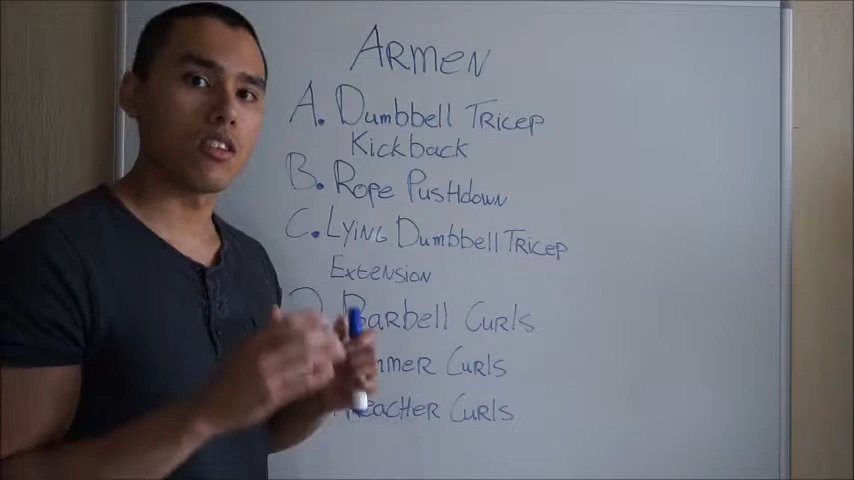 ARMEN
A. Dumbbell Tricep
Kickback
B. Rope Pushdown
C. Lying Dumbbell Tricep
Extension
Barbell Curls
Curls
Curls